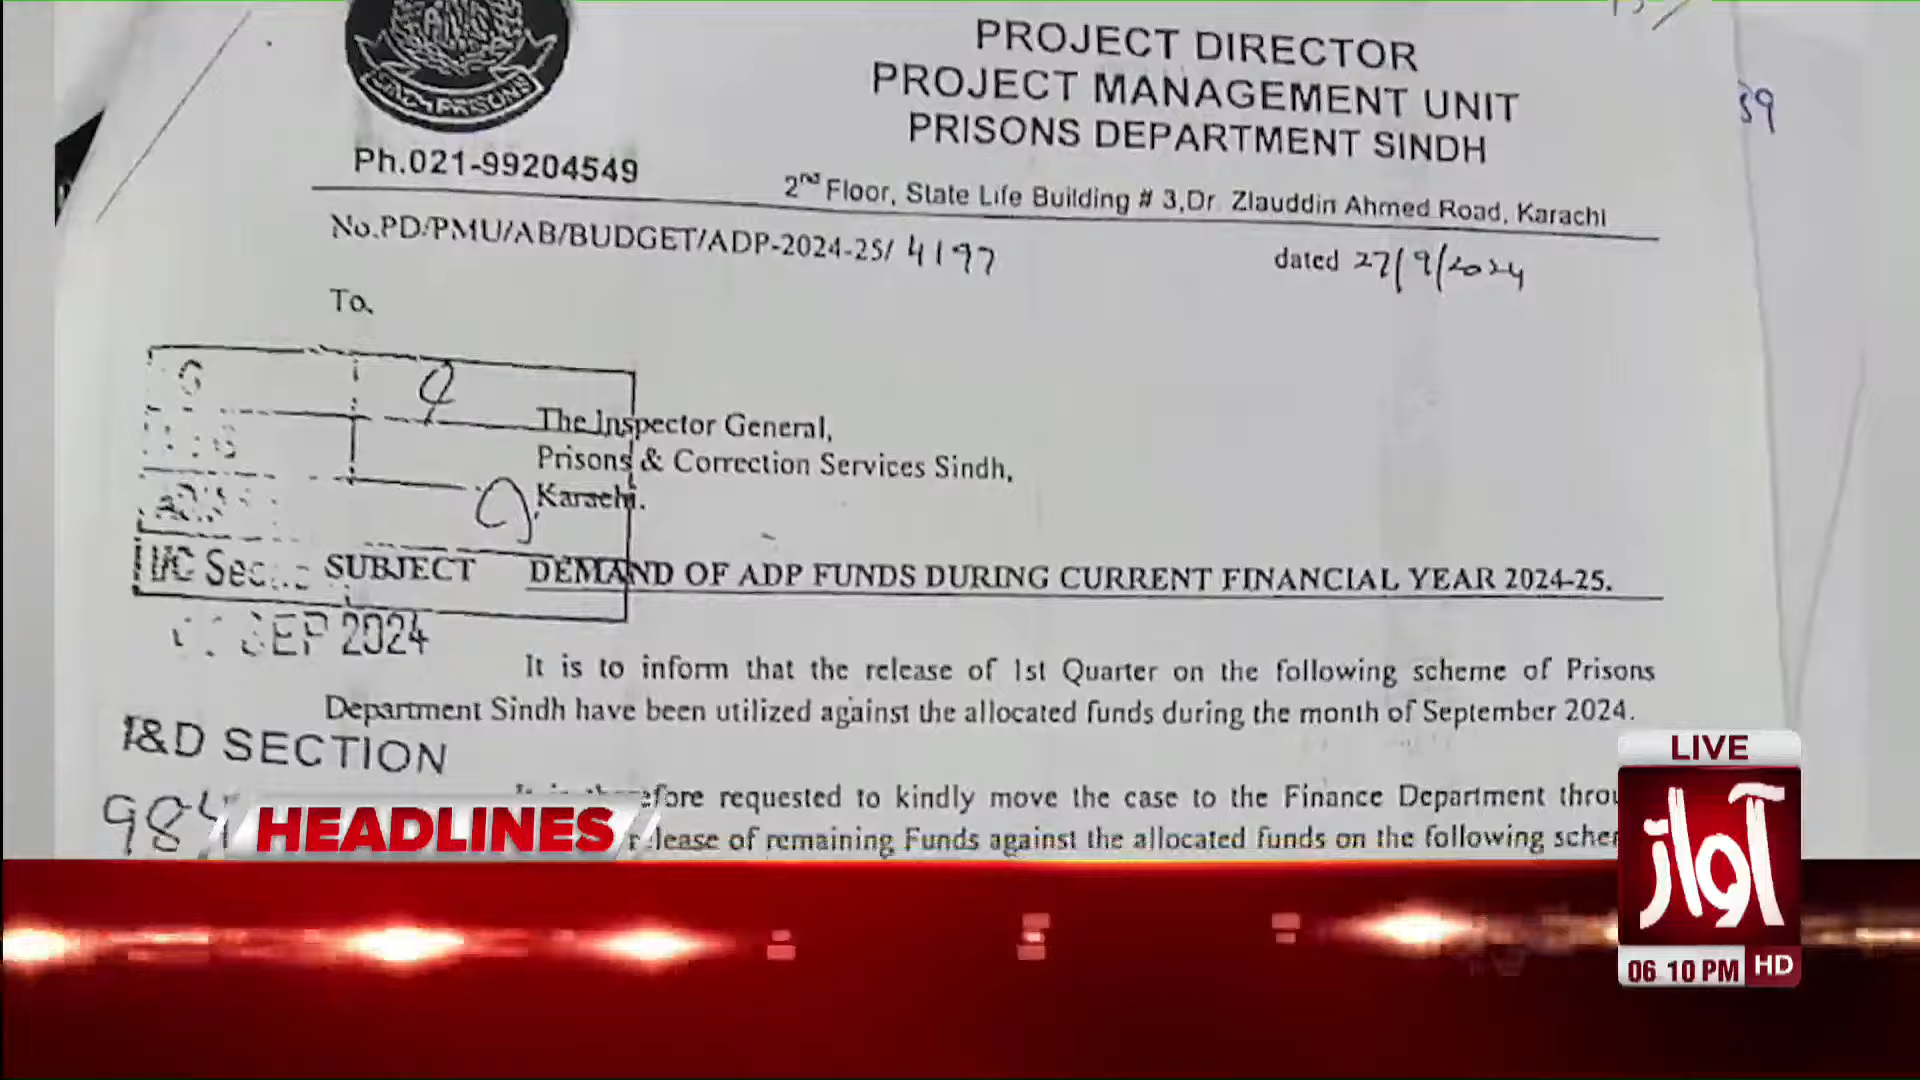 SINDH PRISONS
PROJECT DIRECTOR
PROJECT MANAGEMENT UNIT
PRISONS DEPARTMENT SINDH
Ph.021-99204549
2nd Floor, State Life Building # 3,Dr. Ziauddin Ahmed Road, Karachi
39
No.PD/PMU/AB/BUDGET/ADP-2024-25/ 4197
dated 27/9/2024
To,
The Inspector General,
Prisons & Correction Services Sindh,
Karachi.
SUBJECT DEMAND OF ADP FUNDS DURING CURRENT FINANCIAL YEAR 2024-25.
SEP 2024
It is to inform that the release of 1st Quarter on the following scheme of Prisons
Department Sindh have been utilized against the allocated funds during the month of September 2024.
I&D SECTION
984
requested to kindly move the case to the Finance Department
release of remaining Funds against the allocated funds on the following
HEADLINES
LIVE
آواز
06 10 PM HD